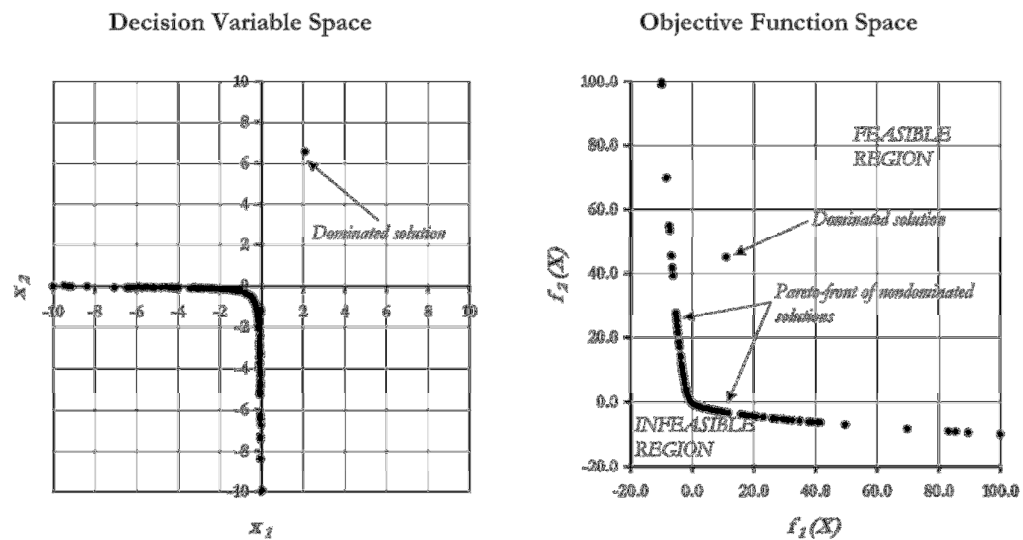 Decision Variable Space
Objective Function Space
10
8
6
4
2
0
-2
-4
-6
-8
-10
-10 -8 -6 -4 -2 0 2 4 6 8 10
Dominated solution
x2
x1
100.0
80.0
60.0
40.0
20.0
0.0
-20.0
-20.0 0.0 20.0 40.0 60.0 80.0 100.0
FEASIBLE
REGION
Dominated solution
Pareto-front of nondominated
solutions
INFEASIBLE
REGION
f2(X)
f1(X)